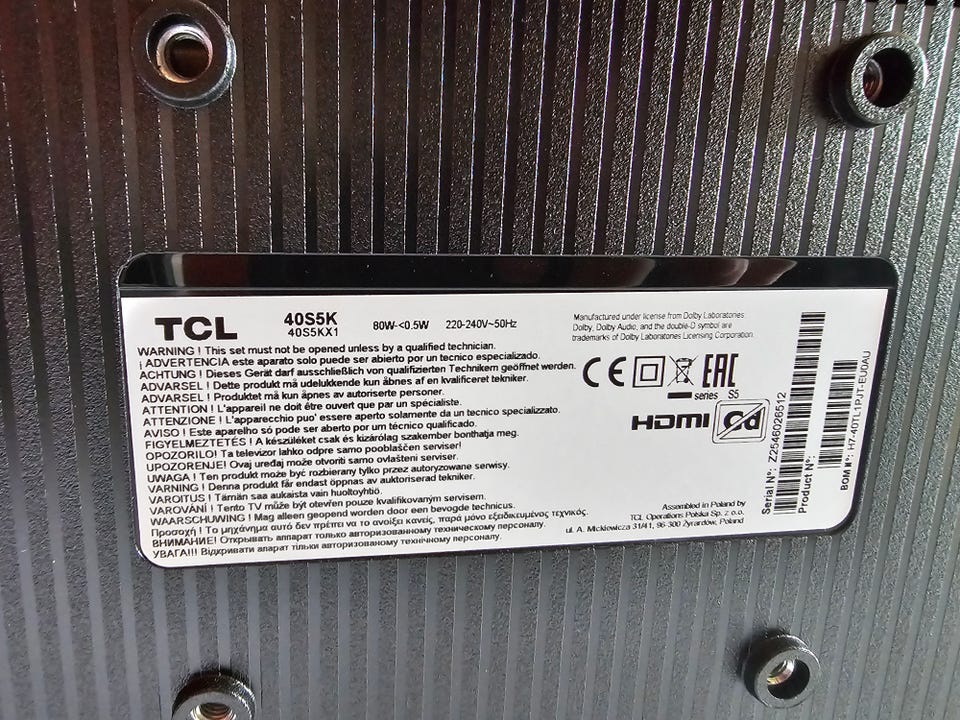 TCL
40S5K
40S5KX1
80W-<0.5W 220-240V~50Hz
WARNING ! This set must not be opened unless by a qualified technician.
¡ ADVERTENCIA este aparato solo puede ser abierto por un tecnico especializado.
ACHTUNG ! Dieses Gerät darf ausschließlich von qualifizierten Technikern geöffnet werden.
ADVARSEL ! Dette produkt må udelukkende kun åbnes af en kvalificeret tekniker.
ADVARSEL ! Produktet må kun åpnes av autoriserte personer.
ATTENTION ! L'appareil ne doit être ouvert que par un spécialiste.
ATTENZIONE ! L'apparecchio puo' essere aperto solamente da un tecnico specializzato.
AVISO ! Este aparelho só pode ser aberto por um técnico qualificado.
FIGYELMEZTETÉS ! A készüléket csak és kizárólag szakember bonthatja meg.
OPOZORILO! Ta televizor lahko odpre samo pooblaščen serviser!
UPOZORENJE! Ovaj uređaj može otvoriti samo ovlašteni serviser.
UWAGA ! Ten produkt może być rozbierany tylko przez autoryzowane serwisy.
VARNING ! Denna produkt får endast öppnas av auktoriserad tekniker.
VAROITUS ! Tämän saa aukaista vain huoltoyhtiö.
VAROVÁNÍ ! Tento TV může být otevřen pouze kvalifikovaným servisem.
WAARSCHUWING ! Mag alleen geopend worden door een bevoegde technicus.
Προσοχή ! Το μηχάνημα αυτό δεν πρέπει να το ανοίξει κανείς, παρά μόνο εξειδικευμένος τεχνικός.
ВНИМАНИЕ! Открывать аппарат только авторизованному техническому персоналу.
УВАГА!!! Відкривати апарат тільки авторизованому технічному персоналу.
Manufactured under license from Dolby Laboratories.
Dolby, Dolby Audio, and the double-D symbol are
trademarks of Dolby Laboratories Licensing Corporation.
CE EAC
series S5
HDMI Cd
Assembled in Poland by
TCL Operations Polska Sp. z o.o.
ul. A. Mickiewicza 31/41, 96-300 Żyrardów, Poland
Serial N°: Z2546026512
Product N°:
BOM N°: H7-40TL1PJT-EU0AU